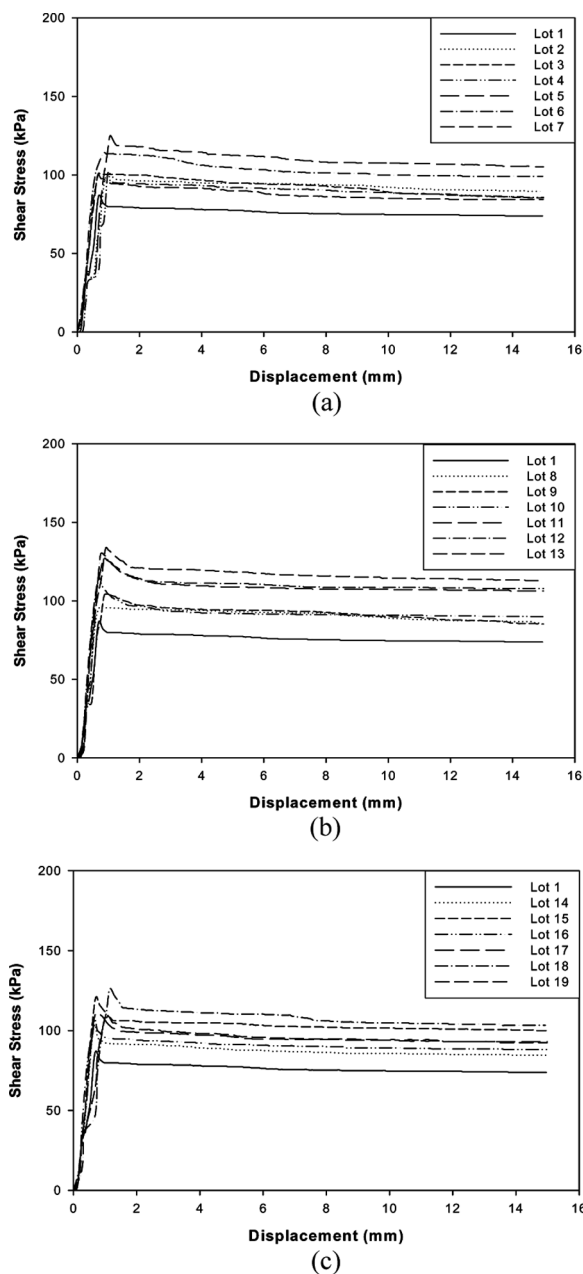 200
150
100
50
0
Shear Stress (kPa)
Lot 1
Lot 2
Lot 3
Lot 4
Lot 5
Lot 6
Lot 7
0 2 4 6 8 10 12 14 16
Displacement (mm)
(a)
200
150
100
50
0
Shear Stress (kPa)
Lot 1
Lot 8
Lot 9
Lot 10
Lot 11
Lot 12
Lot 13
0 2 4 6 8 10 12 14 16
Displacement (mm)
(b)
200
150
100
50
0
Shear Stress (kPa)
Lot 1
Lot 14
Lot 15
Lot 16
Lot 17
Lot 18
Lot 19
0 2 4 6 8 10 12 14 16
Displacement (mm)
(c)